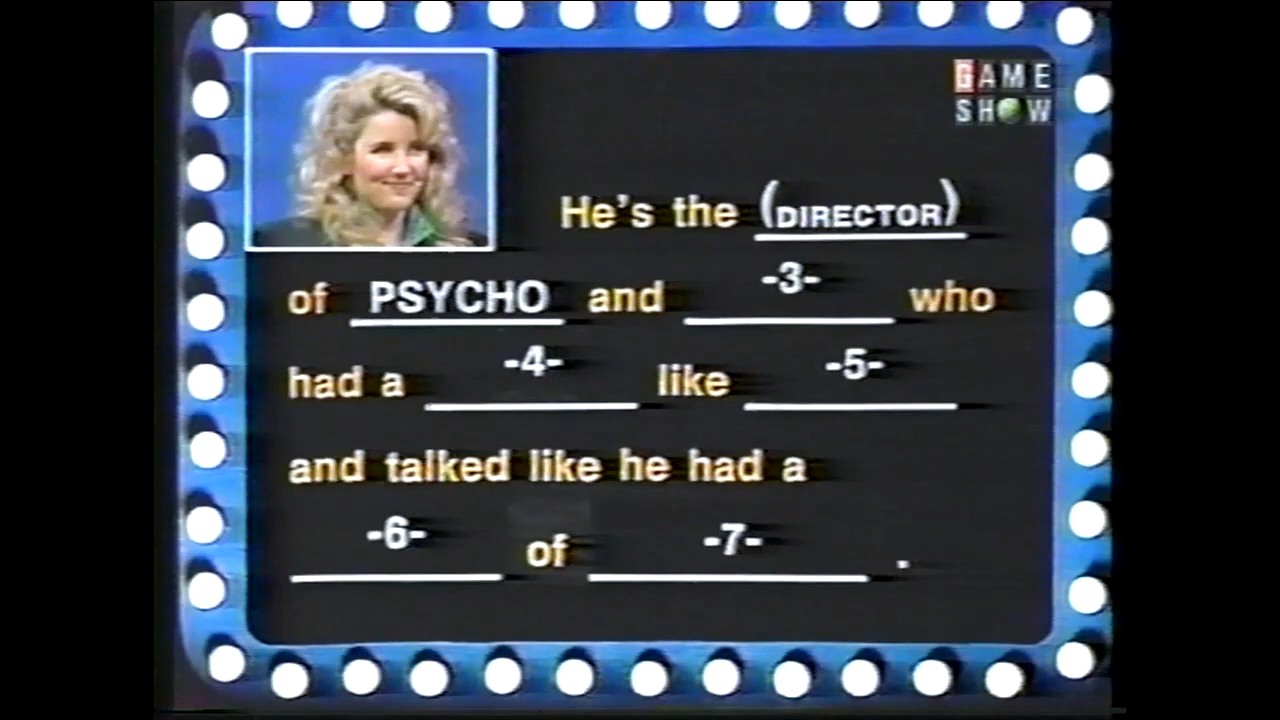 GAME
SHOW
He's the (DIRECTOR)
of PSYCHO and -3- who
had a -4- like -5-
and talked like he had a
-6- of -7- .